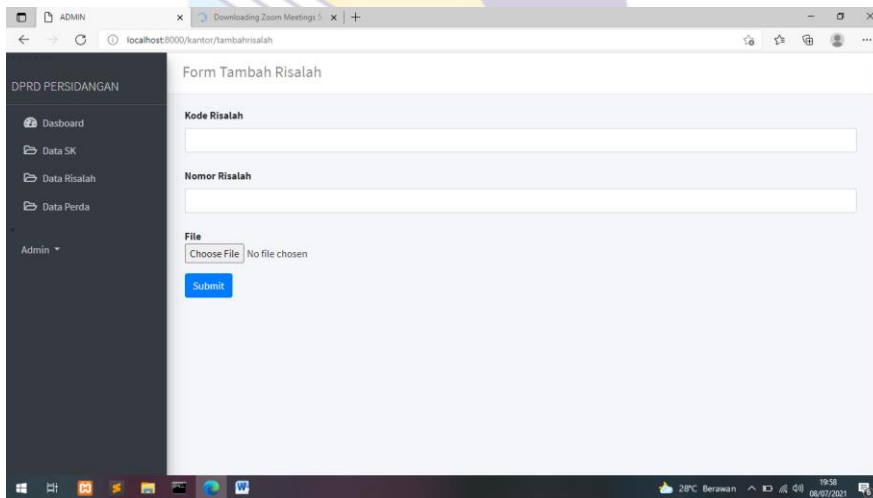 ADMIN
Downloading Zoom Meetings
localhost:8000/kantor/tambahrisalah
DPRD PERSIDANGAN
Form Tambah Risalah
Dasboard
Data SK
Data Risalah
Data Perda
Admin
Kode Risalah
Nomor Risalah
File
Choose File No file chosen
Submit
28°C Berawan
19:58
08/07/2021